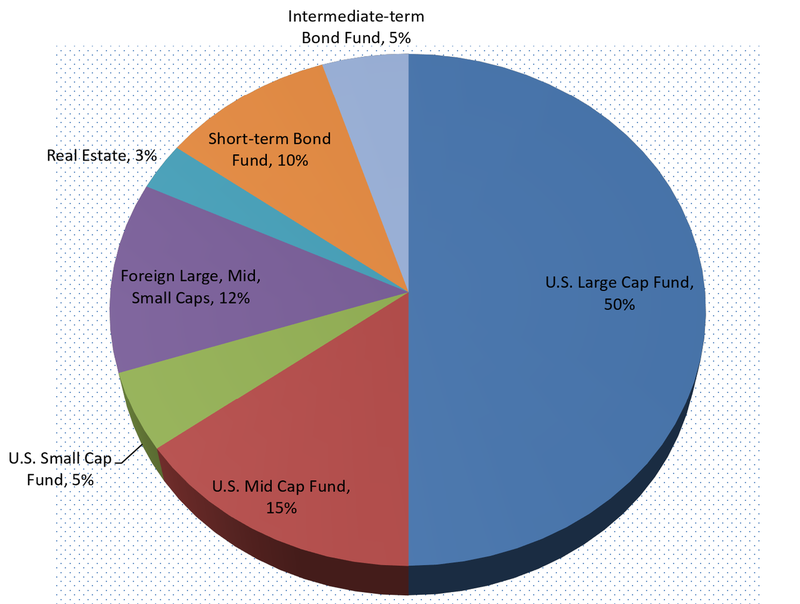 Intermediate-term
Bond Fund, 5%
Short-term Bond
Fund, 10%
Real Estate, 3%
Foreign Large, Mid,
Small Caps, 12%
U.S. Large Cap Fund,
50%
U.S. Small Cap
Fund, 5%
U.S. Mid Cap Fund,
15%